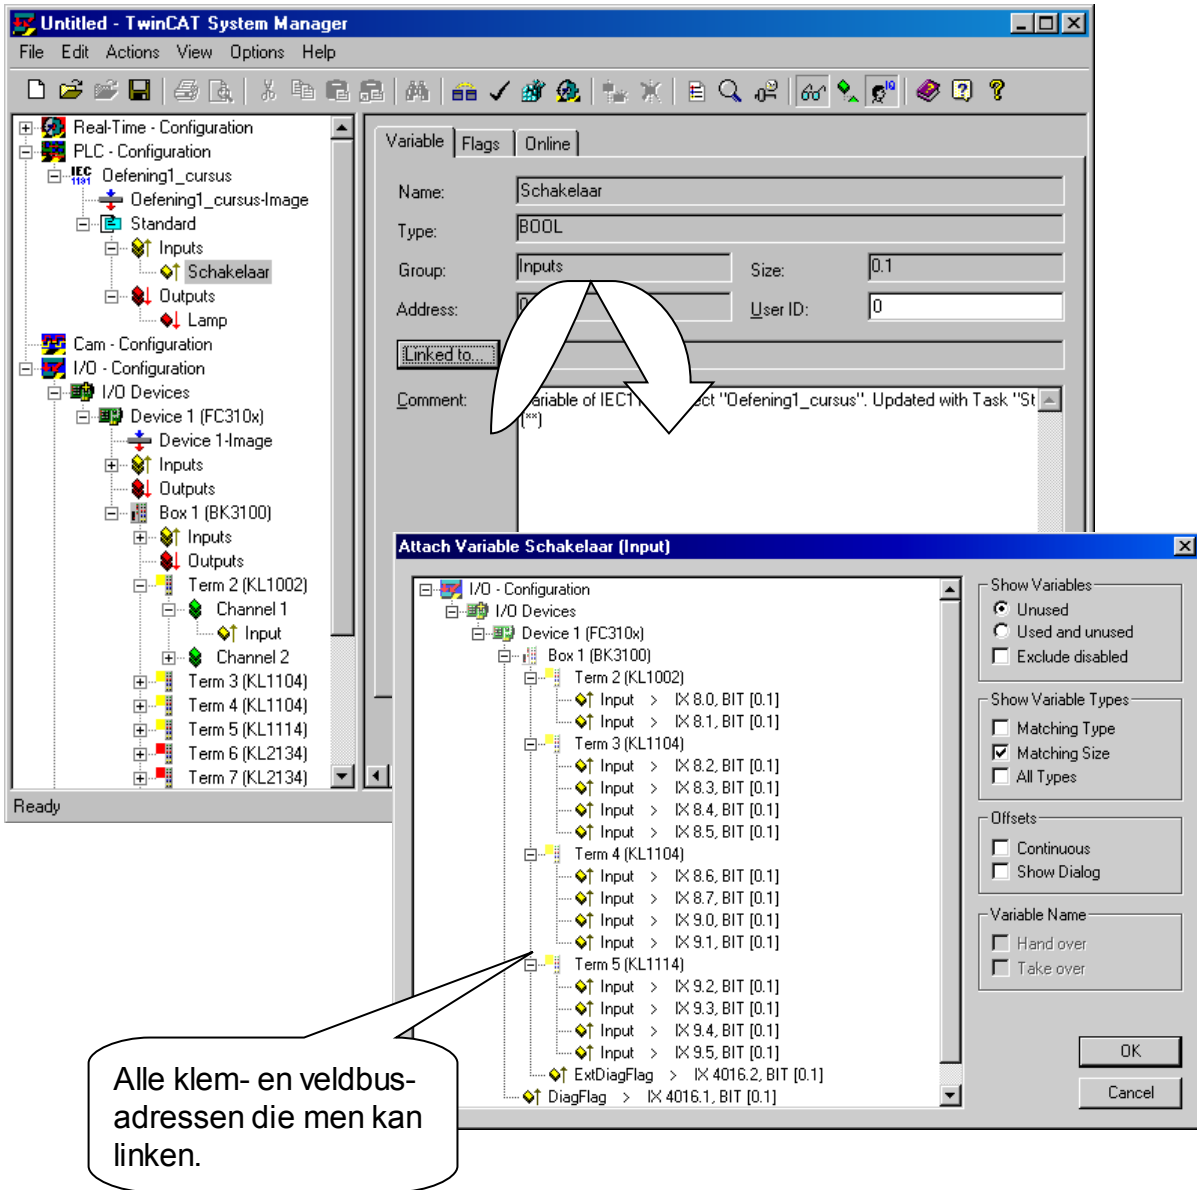 Untitled - TwinCAT System Manager
File Edit Actions View Options Help
Real-Time - Configuration
PLC - Configuration
IEC 1131 Oefening1_cursus
Oefening1_cursus-Image
Standard
Inputs
Schakelaar
Outputs
Lamp
Cam - Configuration
I/O - Configuration
I/O Devices
Device 1 (FC310x)
Device 1-Image
Inputs
Outputs
Box 1 (BK3100)
Inputs
Outputs
Term 2 (KL1002)
Channel 1
Input
Channel 2
Term 3 (KL1104)
Term 4 (KL1104)
Term 5 (KL1114)
Term 6 (KL2134)
Term 7 (KL2134)
Ready
Variable Flags Online
Name: Schakelaar
Type: BOOL
Group: Inputs Size: 0.1
Address: User ID: 0
Linked to...
Comment: ariable of IEC1 ect "Oefening1_cursus". Updated with Task "St
(**)
Attach Variable Schakelaar (Input)
I/O - Configuration
I/O Devices
Device 1 (FC310x)
Box 1 (BK3100)
Term 2 (KL1002)
Input > IX 8.0, BIT [0.1]
Input > IX 8.1, BIT [0.1]
Term 3 (KL1104)
Input > IX 8.2, BIT [0.1]
Input > IX 8.3, BIT [0.1]
Input > IX 8.4, BIT [0.1]
Input > IX 8.5, BIT [0.1]
Term 4 (KL1104)
Input > IX 8.6, BIT [0.1]
Input > IX 8.7, BIT [0.1]
Input > IX 9.0, BIT [0.1]
Input > IX 9.1, BIT [0.1]
Term 5 (KL1114)
Input > IX 9.2, BIT [0.1]
Input > IX 9.3, BIT [0.1]
Input > IX 9.4, BIT [0.1]
Input > IX 9.5, BIT [0.1]
ExtDiagFlag > IX 4016.2, BIT [0.1]
DiagFlag > IX 4016.1, BIT [0.1]
Show Variables
Unused
Used and unused
Exclude disabled
Show Variable Types
Matching Type
Matching Size
All Types
Offsets
Continuous
Show Dialog
Variable Name
Hand over
Take over
OK
Cancel
Alle klem- en veldbus-
adressen die men kan
linken.